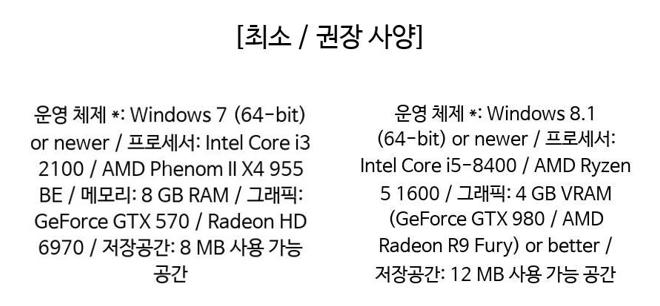 [최소 / 권장 사양]
운영 체제 *: Windows 7 (64-bit)
or newer / 프로세서: Intel Core i3
2100 / AMD Phenom II X4 955
BE / 메모리: 8 GB RAM / 그래픽:
GeForce GTX 570 / Radeon HD
6970 / 저장공간: 8 MB 사용 가능
공간
운영 체제 *: Windows 8.1
(64-bit) or newer / 프로세서:
Intel Core i5-8400 / AMD Ryzen
5 1600 / 그래픽: 4 GB VRAM
(GeForce GTX 980 / AMD
Radeon R9 Fury) or better /
저장공간: 12 MB 사용 가능 공간